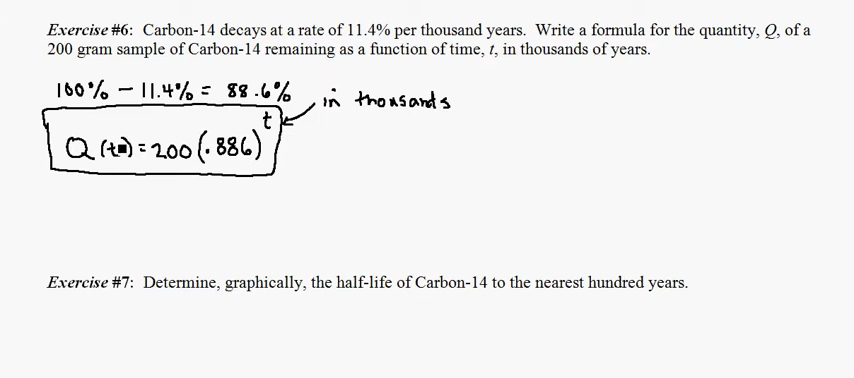 Exercise #6: Carbon-14 decays at a rate of 11.4% per thousand years. Write a formula for the quantity, Q, of a
200 gram sample of Carbon-14 remaining as a function of time, t, in thousands of years.
100% - 11.4% = 88.6%
in thousands
Q(t) = 200(.886)^t
Exercise #7: Determine, graphically, the half-life of Carbon-14 to the nearest hundred years.